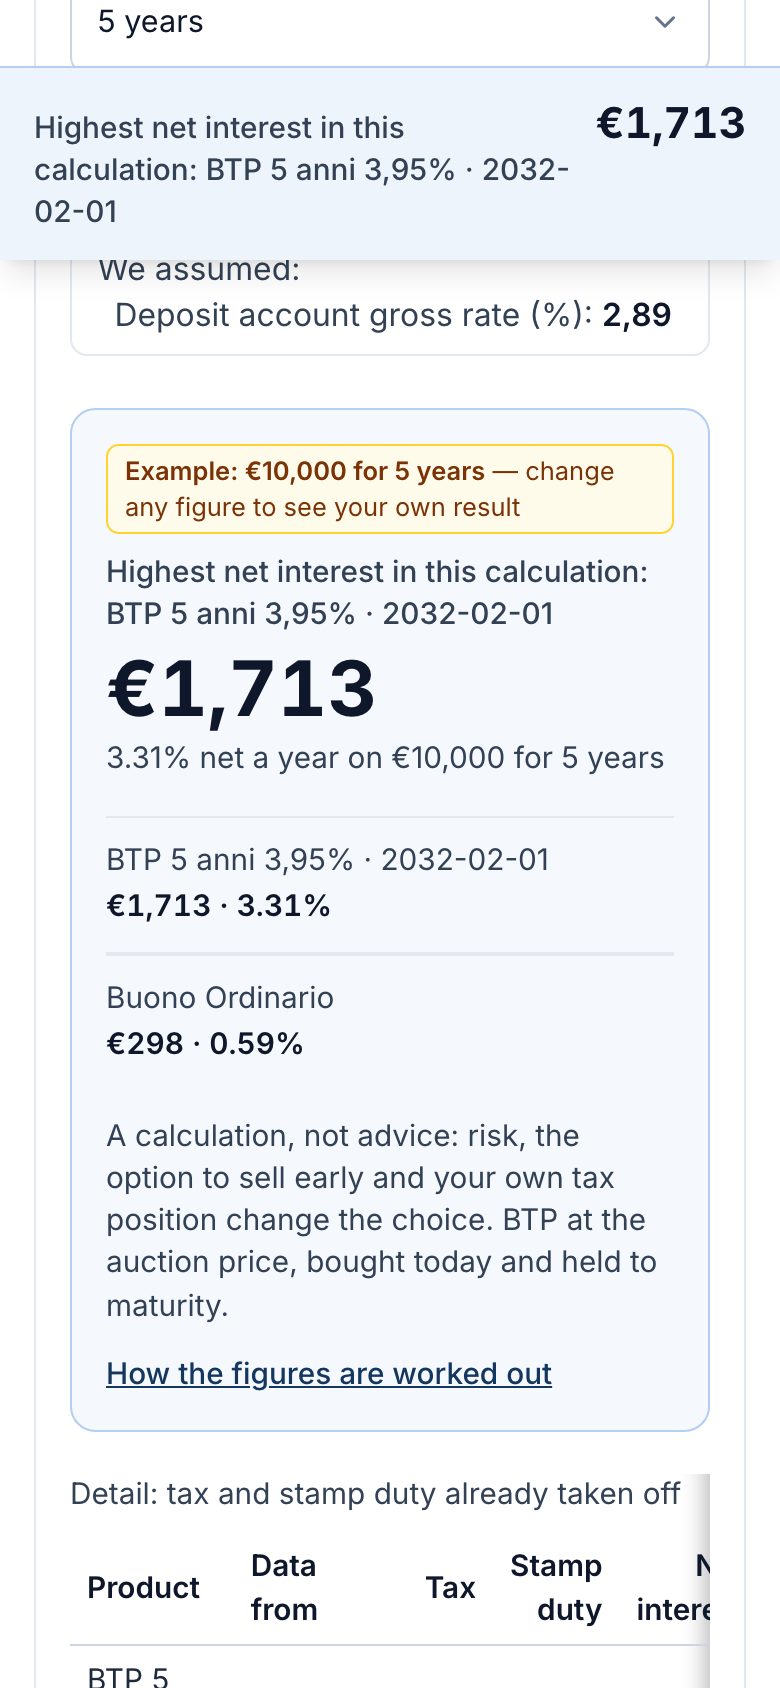 5 years
Highest net interest in this
calculation: BTP 5 anni 3,95% · 2032-
02-01
€1,713
We assumed:
Deposit account gross rate (%): 2,89
Example: €10,000 for 5 years — change
any figure to see your own result
Highest net interest in this calculation:
BTP 5 anni 3,95% · 2032-02-01
€1,713
3.31% net a year on €10,000 for 5 years
BTP 5 anni 3,95% · 2032-02-01
€1,713 · 3.31%
Buono Ordinario
€298 · 0.59%
A calculation, not advice: risk, the
option to sell early and your own tax
position change the choice. BTP at the
auction price, bought today and held to
maturity.
How the figures are worked out
Detail: tax and stamp duty already taken off
Product
Data
from
Tax
Stamp
duty
BTP 5